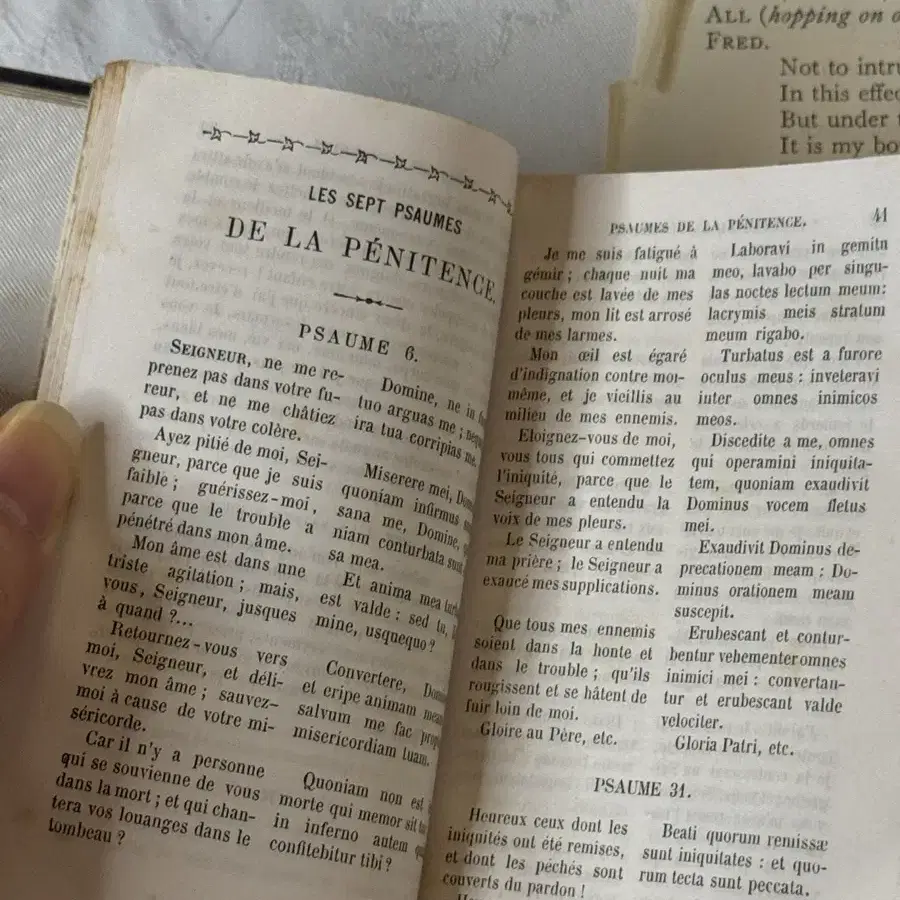 LES SEPT PSAUMES
DE LA PÉNITENCE.
PSAUME 6.
SEIGNEUR, ne me re-
prenez pas dans votre fu-
reur, et ne me châtiez
pas dans votre colère.
Ayez pitié de moi, Sei-
gneur, parce que je suis
faible ; guérissez-moi,
parce que le trouble a
pénétré dans mon âme.
Mon âme est dans une
triste agitation ; mais,
vous, Seigneur, jusques
à quand ?...
Retournez-vous vers
moi, Seigneur, et déli-
vrez mon âme ; sauvez-
moi à cause de votre mi-
séricorde.
Car il n'y a personne
qui se souvienne de vous
dans la mort ; et qui chan-
tera vos louanges dans le
tombeau ?
Domine, ne in
tuo arguas me ;
ira tua corripias me.
Miserere mei,
quoniam infirmus
sana me, Domine,
niam conturbata sunt
sa mea.
Et anima mea
est valde : sed tu,
mine, usquequo ?
Convertere,
et eripe animam meam
salvum me fac
misericordiam tuam.
Quoniam non est
morte qui memor sit
in inferno autem
confitebitur tibi ?
PSAUMES DE LA PÉNITENCE. 41
Je me suis fatigué à
gémir ; chaque nuit ma
couche est lavée de mes
pleurs, mon lit est arrosé
de mes larmes.
Mon œil est égaré
d'indignation contre moi-
même, et je vieillis au
milieu de mes ennemis.
Eloignez-vous de moi,
vous tous qui commettez
l'iniquité, parce que le
Seigneur a entendu la
voix de mes pleurs.
Le Seigneur a entendu
ma prière ; le Seigneur a
exaucé mes supplications.
Que tous mes ennemis
soient dans la honte et
dans le trouble ; qu'ils
rougissent et se hâtent de
fuir loin de moi.
Gloire au Père, etc.
Laboravi in gemitu
meo, lavabo per singu-
las noctes lectum meum:
lacrymis meis stratum
meum rigabo.
Turbatus est a furore
oculus meus : inveteravi
inter omnes inimicos
meos.
Discedite a me, omnes
qui operamini iniquita-
tem, quoniam exaudivit
Dominus vocem fletus
mei.
Exaudivit Dominus de-
precationem meam : Do-
minus orationem meam
suscepit.
Erubescant et contur-
bentur vehementer omnes
inimici mei : convertan-
tur et erubescant valde
velociter.
Gloria Patri, etc.
PSAUME 31.
Heureux ceux dont les
iniquités ont été remises,
et dont les péchés sont
couverts du pardon !
Beati quorum remissæ
sunt iniquitates : et quo-
rum tecta sunt peccata.
ALL (hopping on
FRED.
Not to
In this
But under
It is my